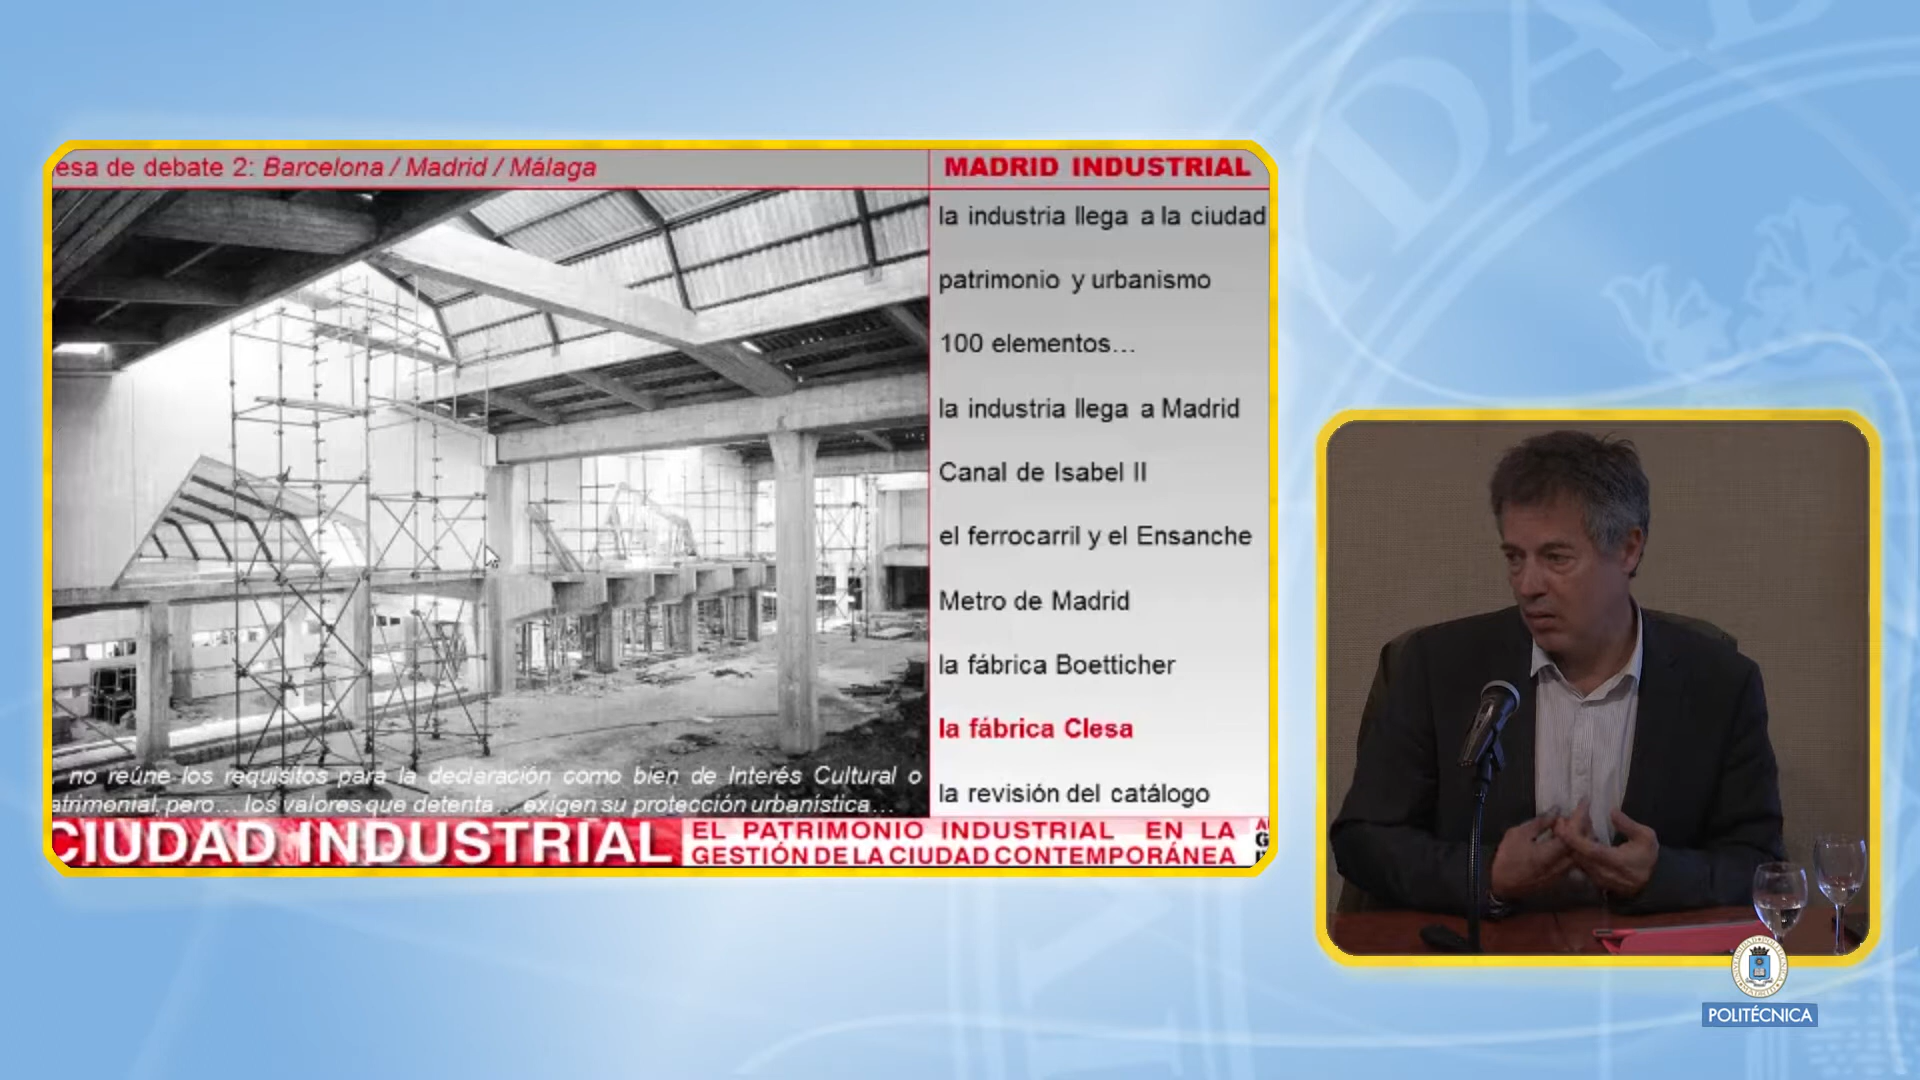 esa de debate 2: Barcelona / Madrid / Málaga
MADRID INDUSTRIAL
la industria llega a la ciudad
patrimonio y urbanismo
100 elementos…
la industria llega a Madrid
Canal de Isabel II
el ferrocarril y el Ensanche
Metro de Madrid
la fábrica Boetticher
la fábrica Clesa
la revisión del catálogo
no reúne los requisitos para la declaración como bien de Interés Cultural o
atrimonial, pero… los valores que detenta… exigen su protección urbanística…
CIUDAD INDUSTRIAL
EL PATRIMONIO INDUSTRIAL EN LA
GESTIÓN DE LA CIUDAD CONTEMPORÁNEA
POLITÉCNICA